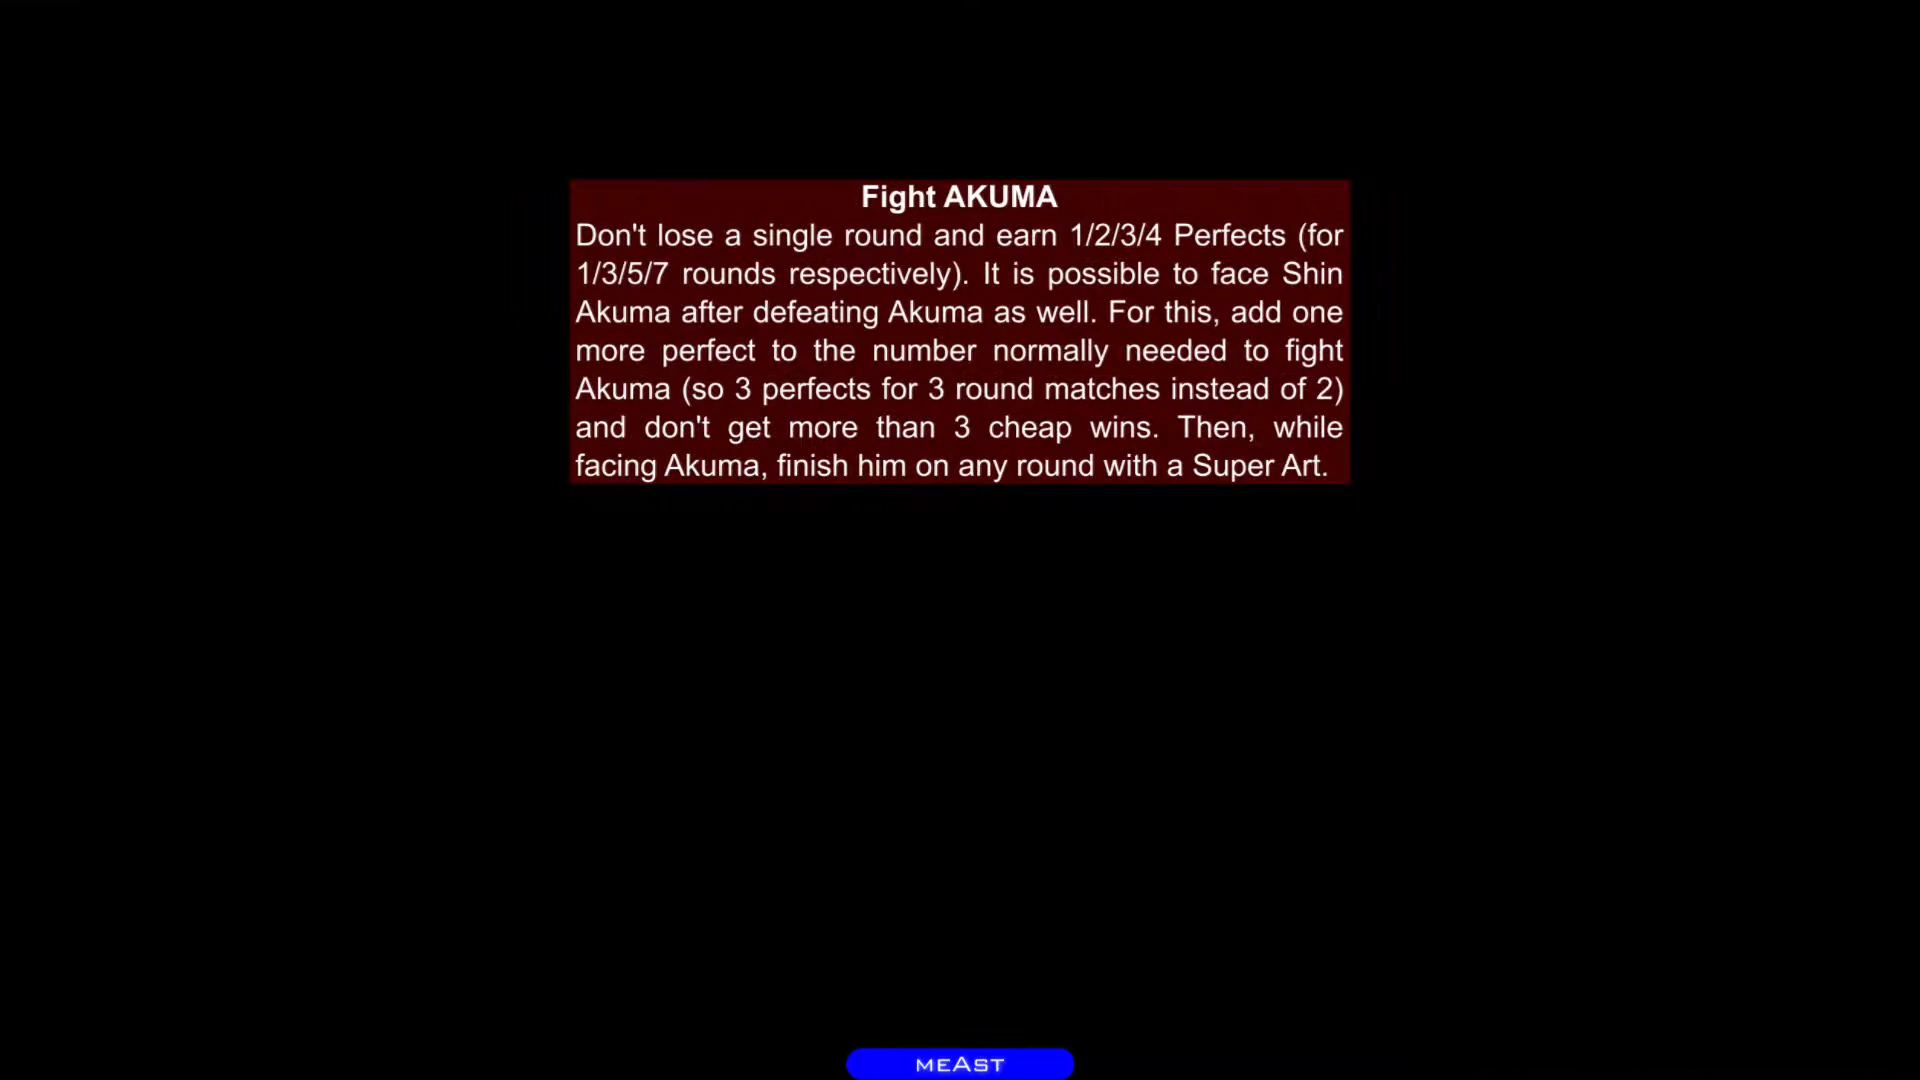 Fight AKUMA
Don't lose a single round and earn 1/2/3/4 Perfects (for
1/3/5/7 rounds respectively). It is possible to face Shin
Akuma after defeating Akuma as well. For this, add one
more perfect to the number normally needed to fight
Akuma (so 3 perfects for 3 round matches instead of 2)
and don't get more than 3 cheap wins. Then, while
facing Akuma, finish him on any round with a Super Art.
meAst